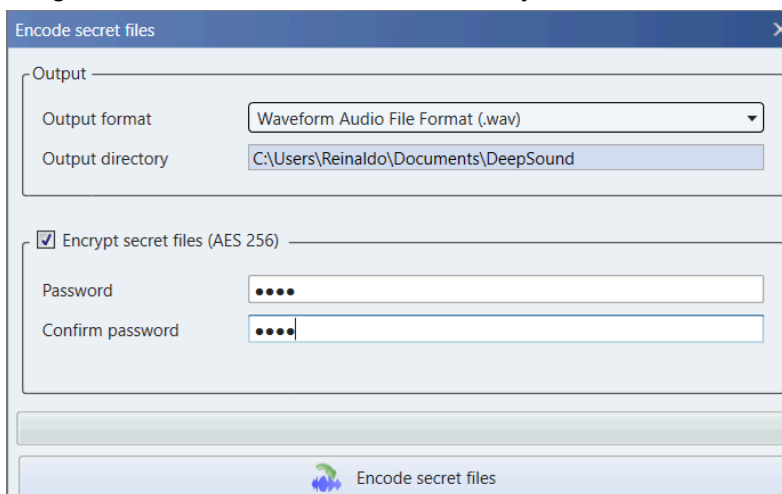 Encode secret files
Output
Output format
Waveform Audio File Format (.wav)
Output directory
C:\Users\Reinaldo\Documents\DeepSound
Encrypt secret files (AES 256)
Password
••••
Confirm password
••••
Encode secret files